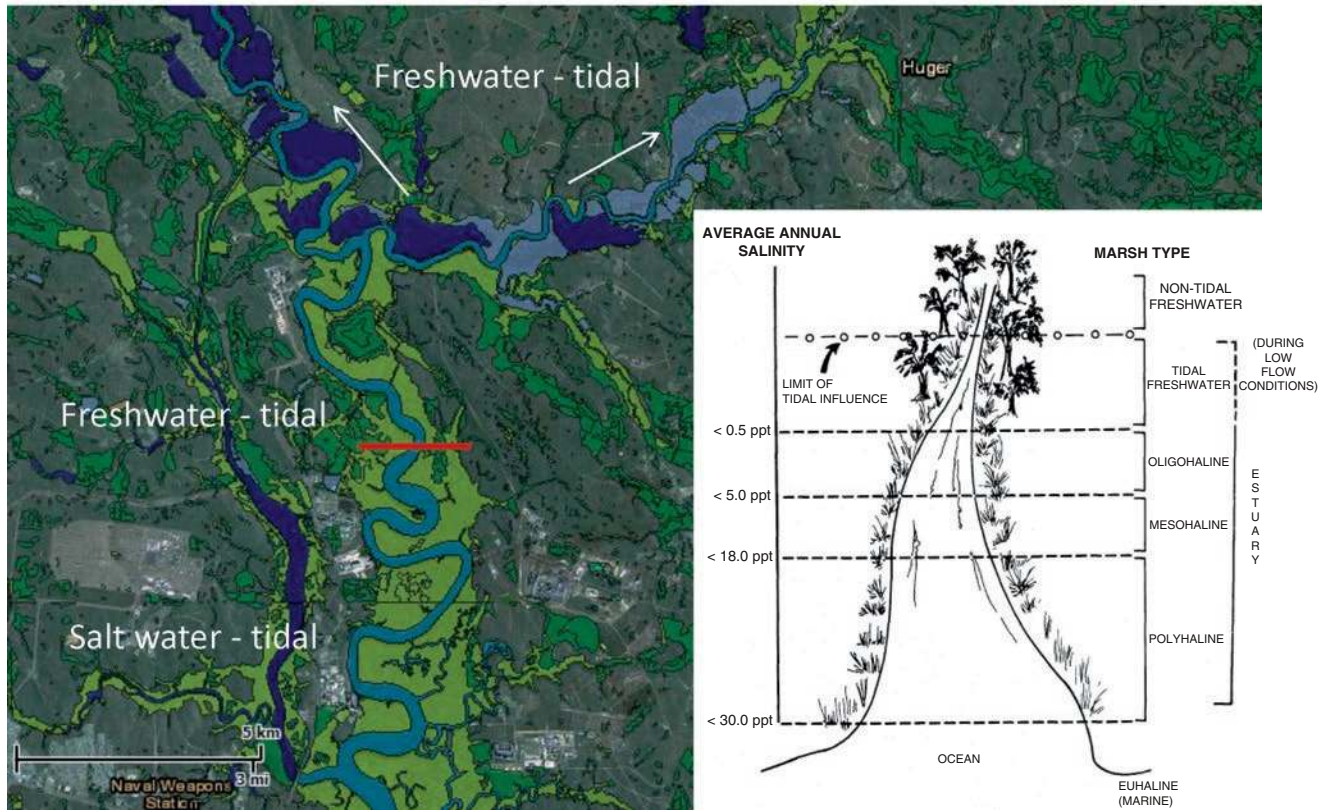 Freshwater - tidal
Huger
Freshwater - tidal
Salt water - tidal
5 km
3 mi
Naval Weapons
Station
AVERAGE ANNUAL
SALINITY
MARSH TYPE
NON-TIDAL
FRESHWATER
LIMIT OF
TIDAL INFLUENCE
TIDAL
FRESHWATER
(DURING
LOW
FLOW
CONDITIONS)
< 0.5 ppt
OLIGOHALINE
< 5.0 ppt
MESOHALINE
< 18.0 ppt
POLYHALINE
ESTUARY
< 30.0 ppt
OCEAN
EUHALINE
(MARINE)